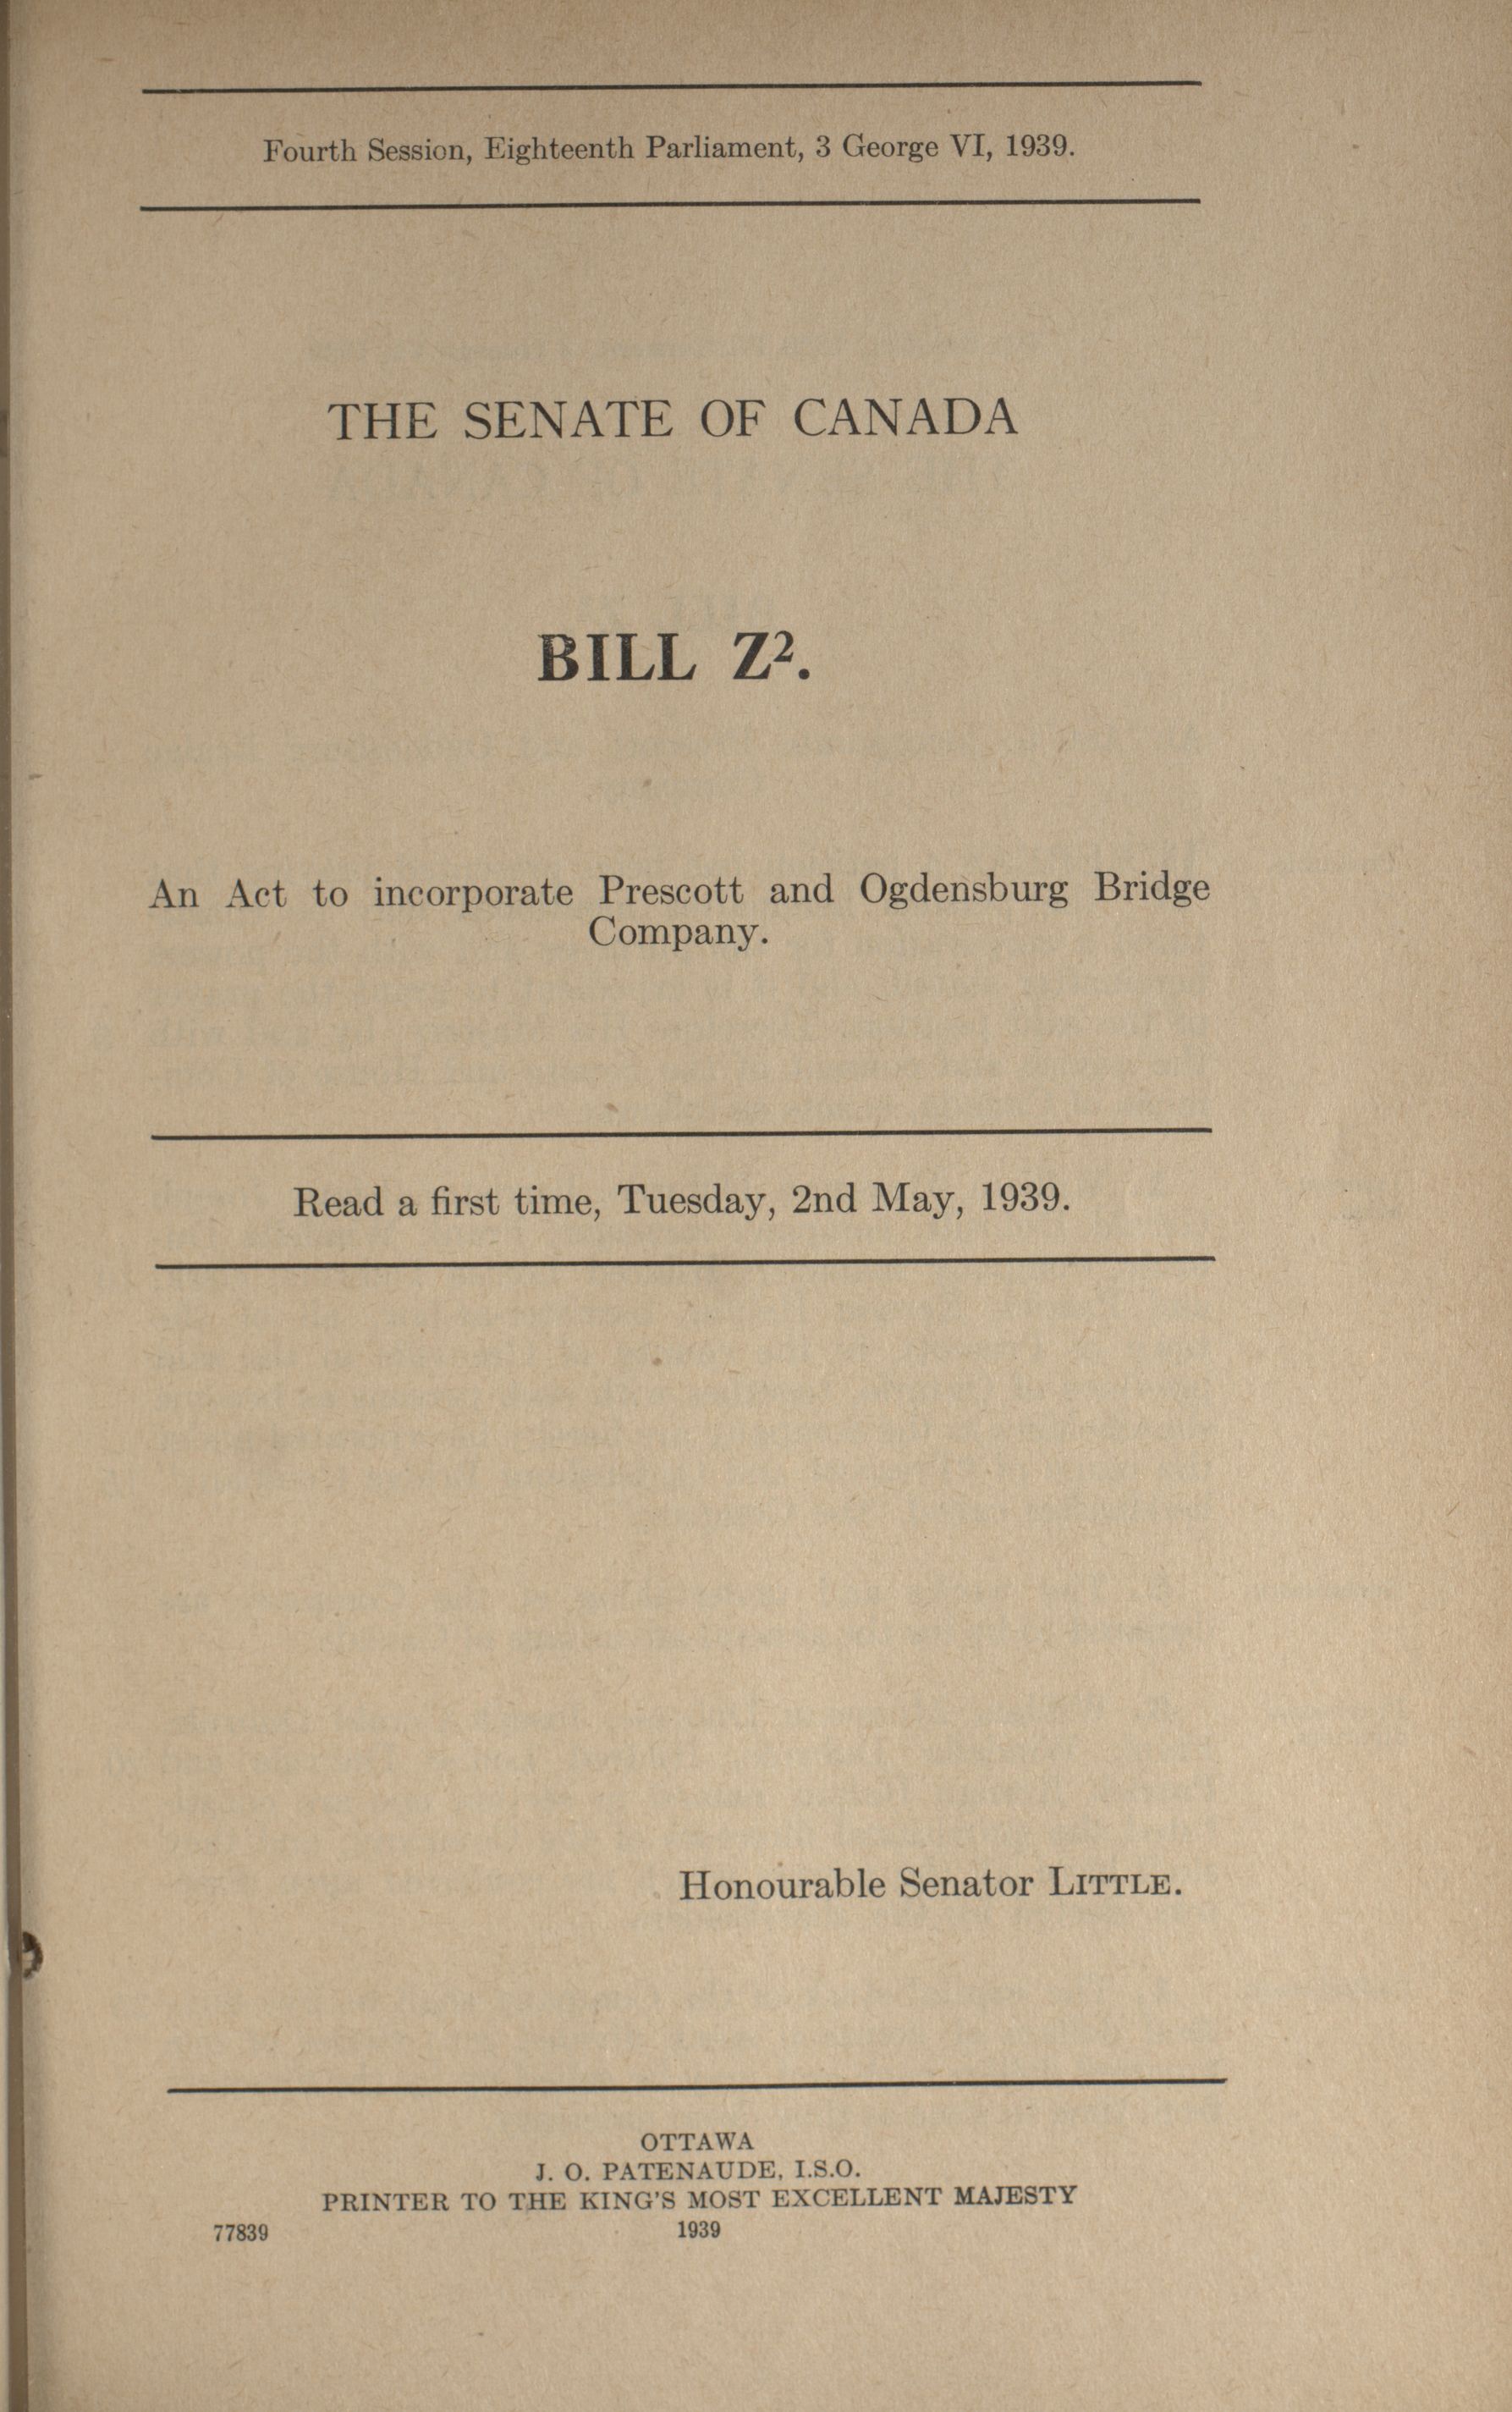 Fourth Session, Eighteenth Parliament, 3 George VI, 1939.
THE SENATE OF CANADA
BILL Z².
An Act to incorporate Prescott and Ogdensburg Bridge
Company.
Read a first time, Tuesday, 2nd May, 1939.
Honourable Senator LITTLE.
OTTAWA
J. O. PATENAUDE, I.S.O.
PRINTER TO THE KING'S MOST EXCELLENT MAJESTY
77839 1939